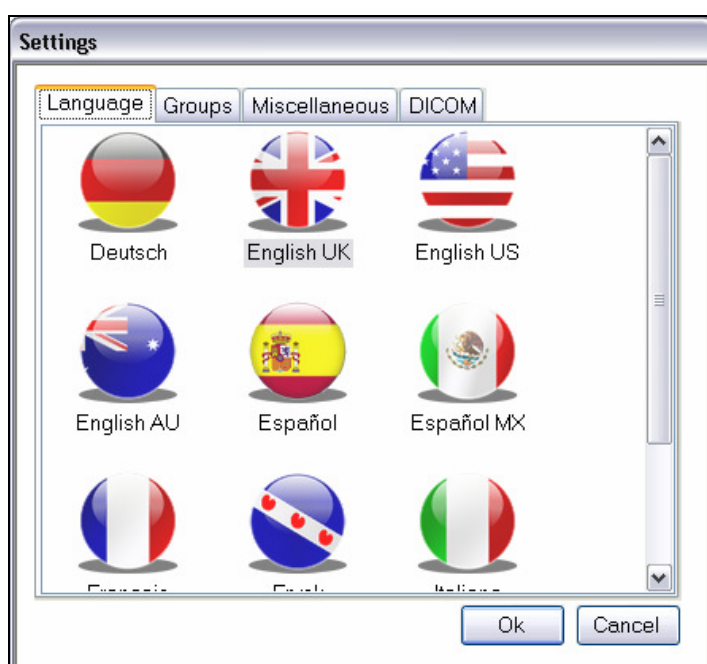 Settings
Language Groups Miscellaneous DICOM
Deutsch English UK English US
English AU Español Español MX
Ok Cancel